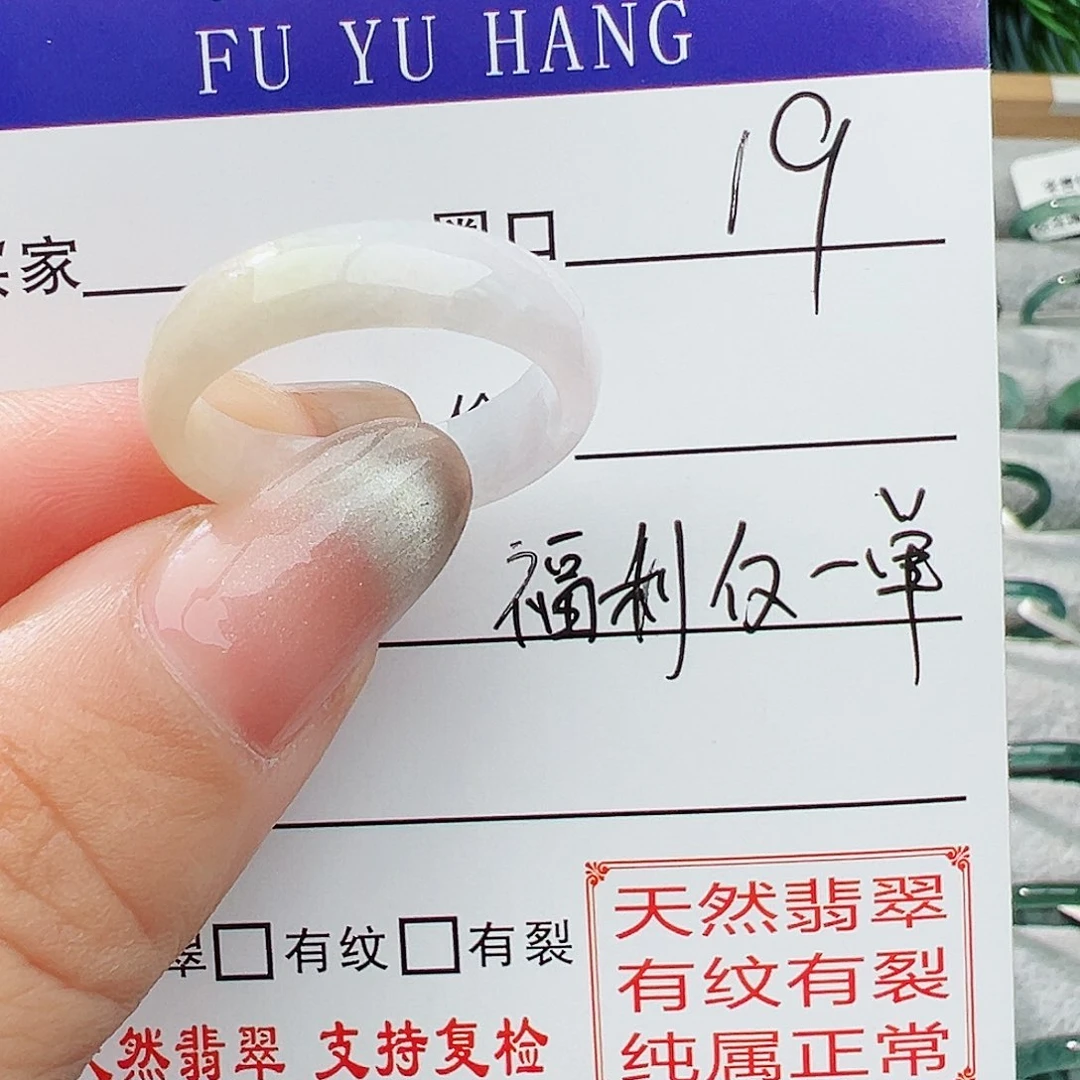 FU YU HANG
家
圈口 19
福利仅一单
有纹 有裂
天然翡翠
有纹有裂
纯属正常
然翡翠 支持复检